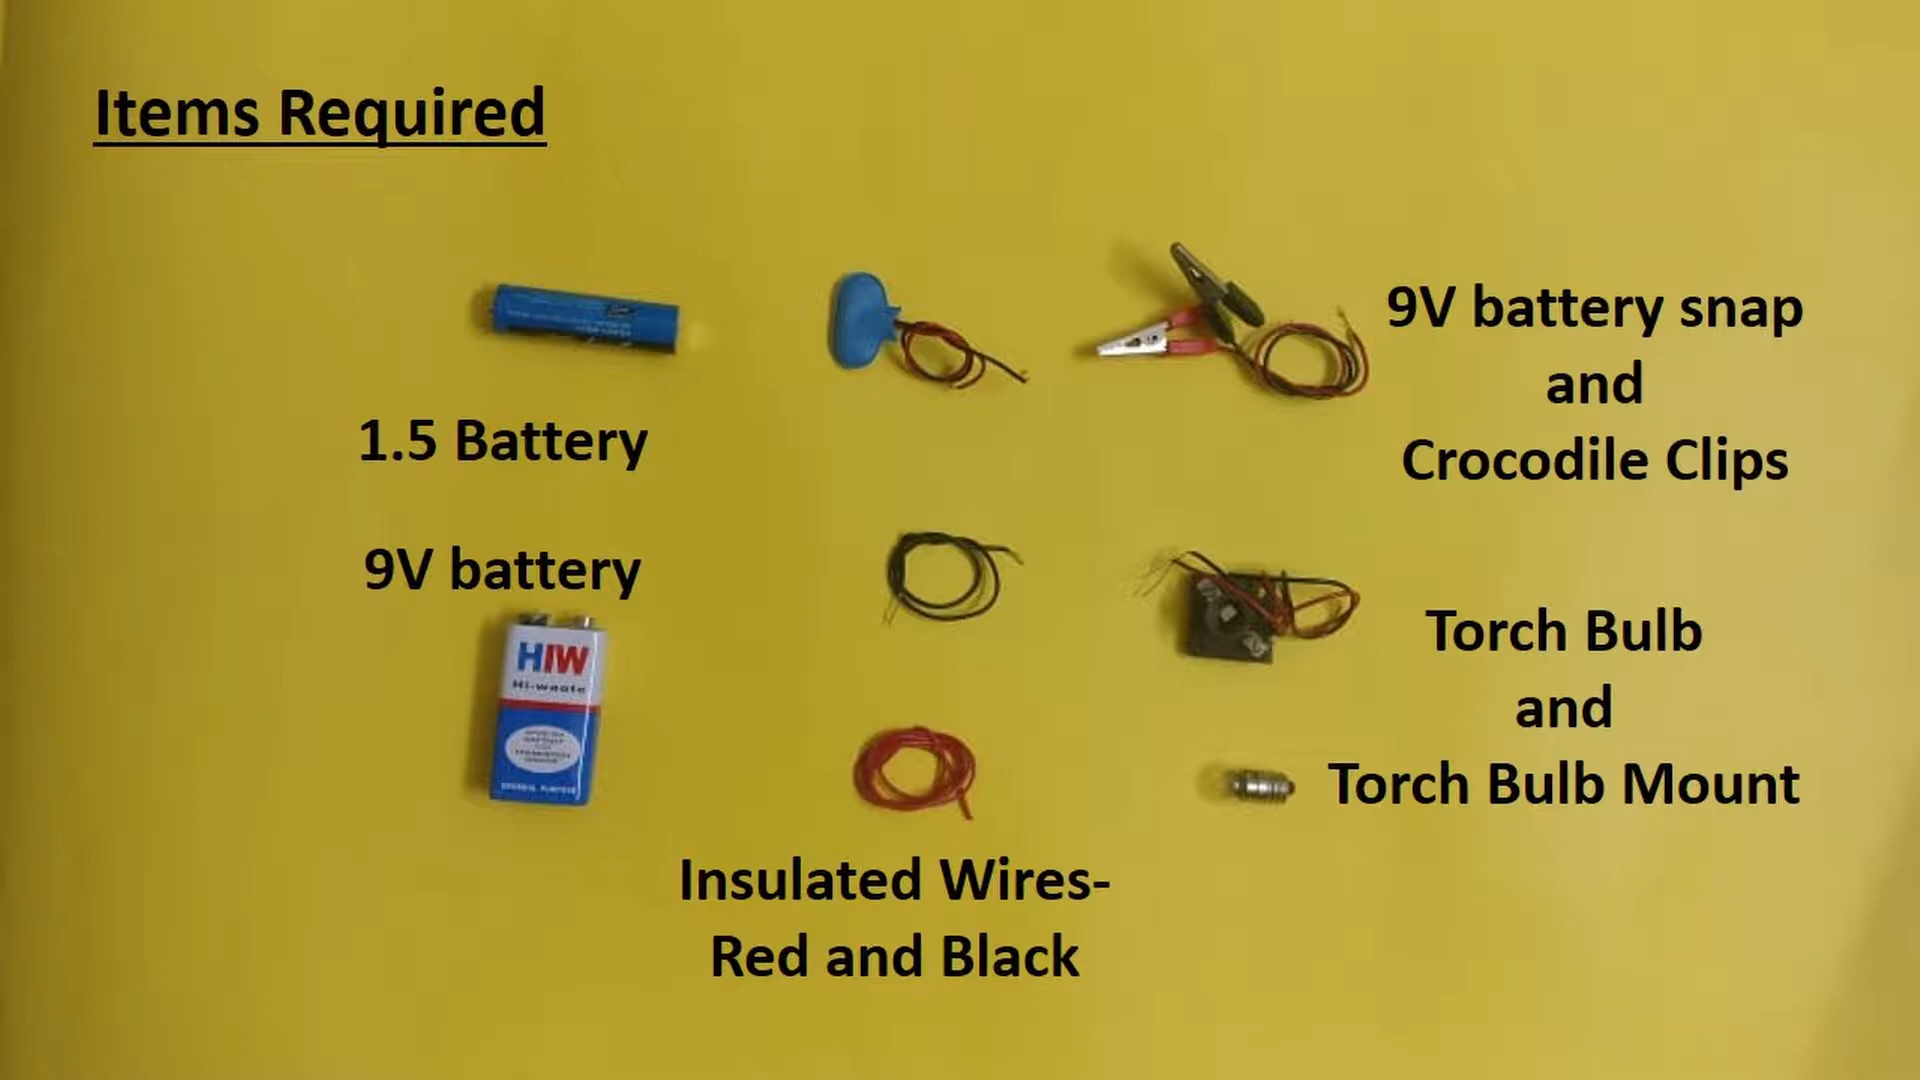 Items Required
1.5 Battery
9V battery snap
and
Crocodile Clips
9V battery
HIW
Hi-waote
Torch Bulb
and
Torch Bulb Mount
Insulated Wires-
Red and Black